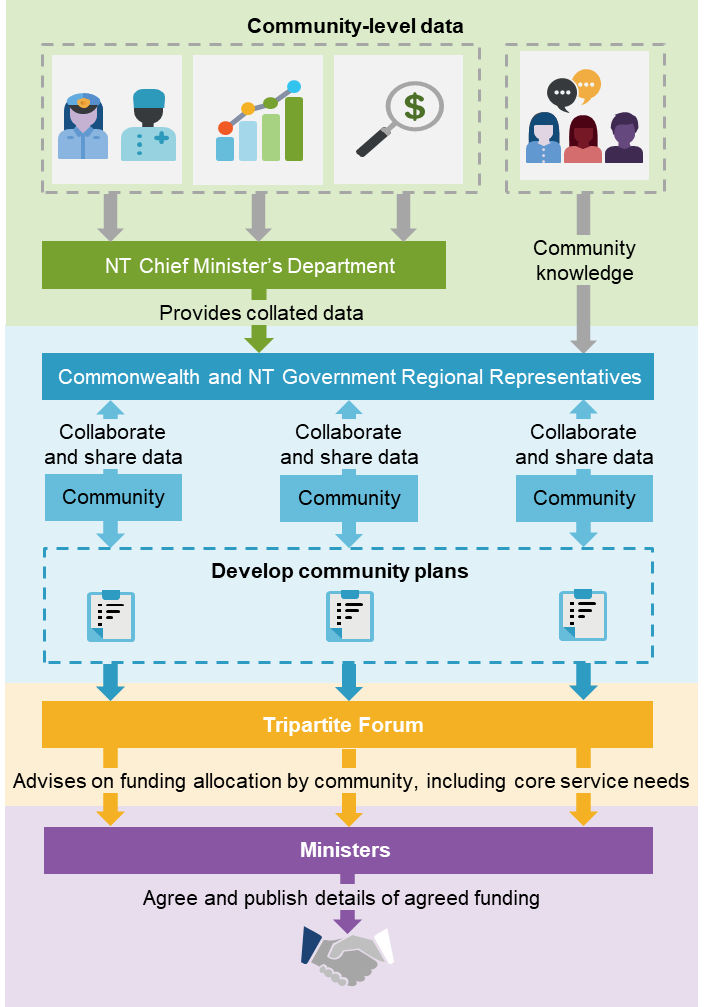 Community-level data
$
NT Chief Minister's Department
Community
knowledge
Provides collated data
Commonwealth and NT Government Regional Representatives
Collaborate
and share data
Collaborate
and share data
Collaborate
and share data
Community
Community
Community
Develop community plans
Tripartite Forum
Advises on funding allocation by community, including core service needs
Ministers
Agree and publish details of agreed funding